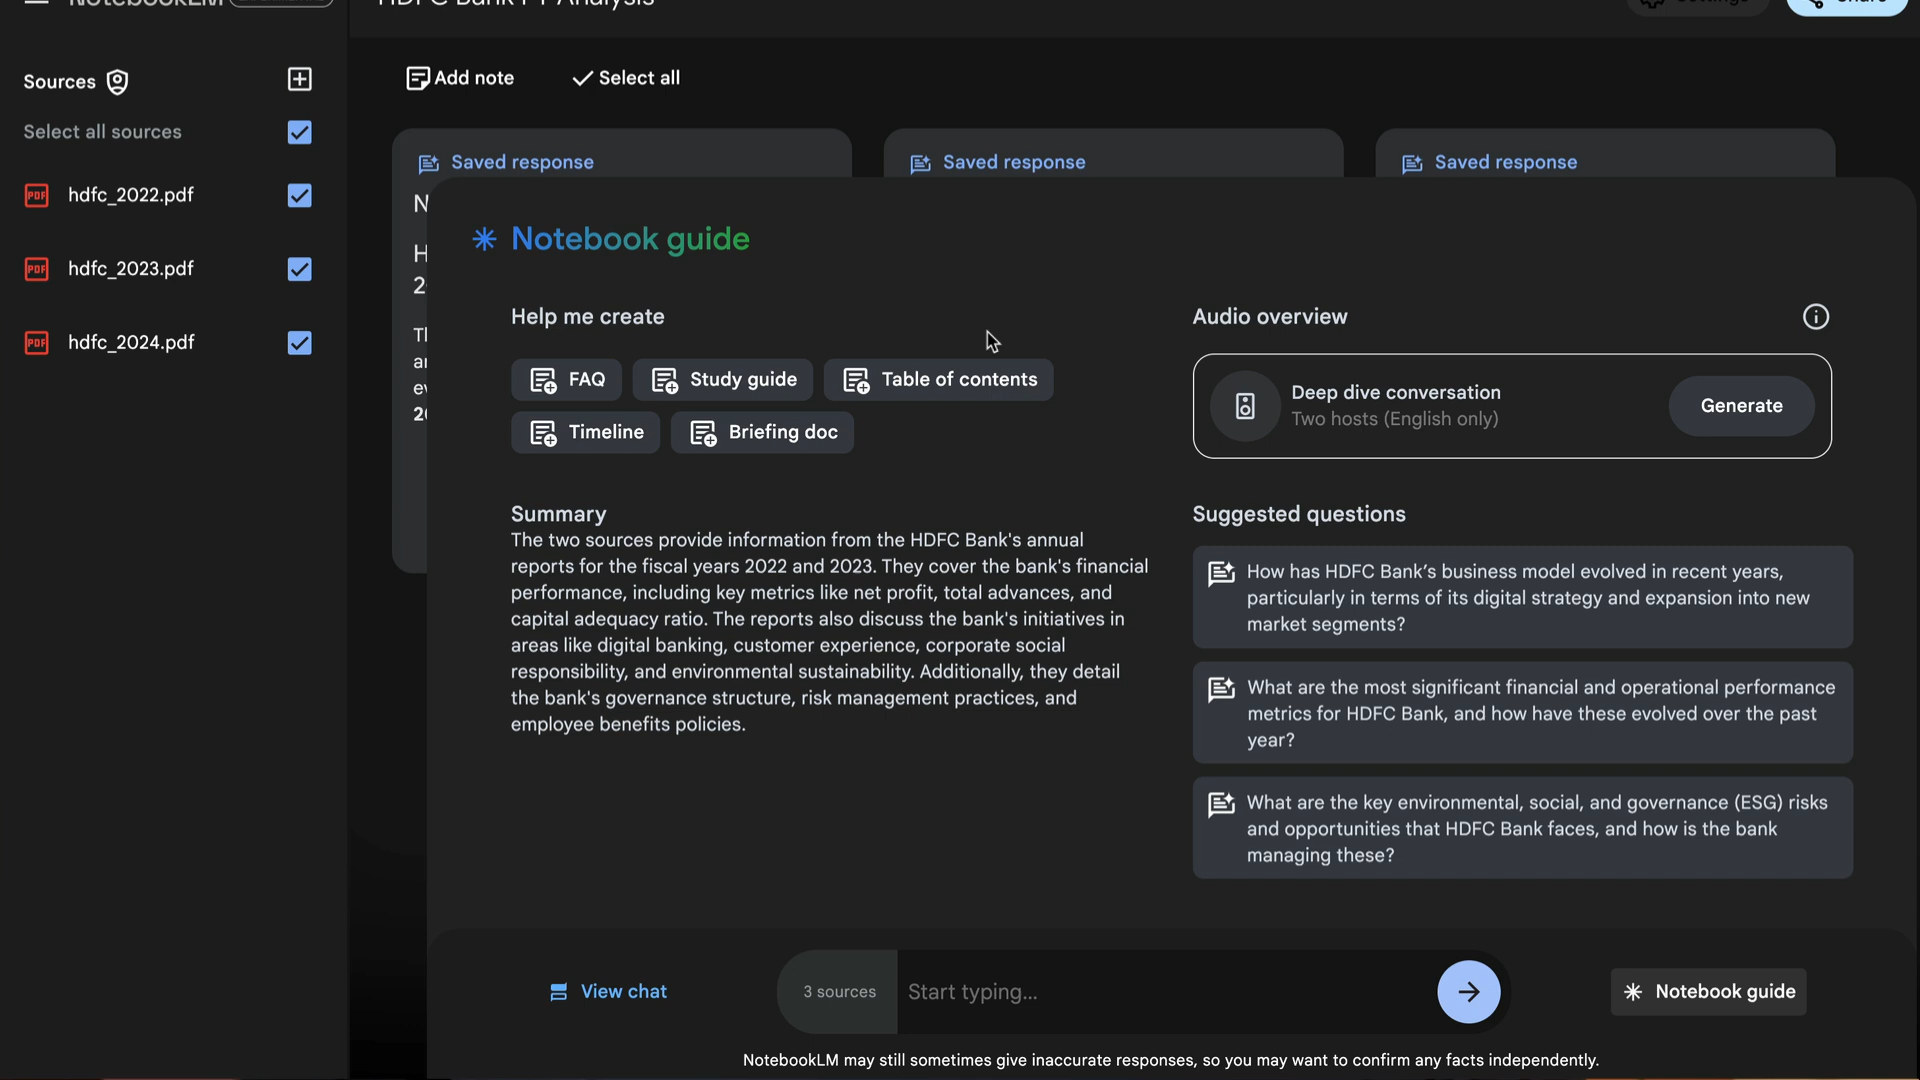 NotebookLM
HDFC Bank FY Analysis
Settings
Share
Sources
Select all sources
hdfc_2022.pdf
hdfc_2023.pdf
hdfc_2024.pdf
Add note
Select all
Saved response
Saved response
Saved response
N
H
2
Notebook guide
Help me create
FAQ
Study guide
Table of contents
Timeline
Briefing doc
Audio overview
Deep dive conversation
Two hosts (English only)
Generate
Summary
The two sources provide information from the HDFC Bank's annual
reports for the fiscal years 2022 and 2023. They cover the bank's financial
performance, including key metrics like net profit, total advances, and
capital adequacy ratio. The reports also discuss the bank's initiatives in
areas like digital banking, customer experience, corporate social
responsibility, and environmental sustainability. Additionally, they detail
the bank's governance structure, risk management practices, and
employee benefits policies.
Suggested questions
How has HDFC Bank's business model evolved in recent years,
particularly in terms of its digital strategy and expansion into new
market segments?
What are the most significant financial and operational performance
metrics for HDFC Bank, and how have these evolved over the past
year?
What are the key environmental, social, and governance (ESG) risks
and opportunities that HDFC Bank faces, and how is the bank
managing these?
View chat
3 sources
Start typing...
Notebook guide
NotebookLM may still sometimes give inaccurate responses, so you may want to confirm any facts independently.